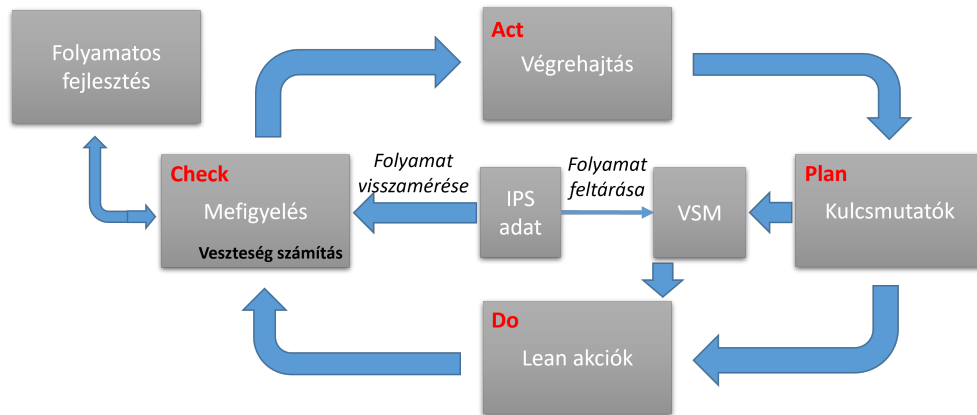 Folyamatos
fejlesztés
Act
Végrehajtás
Check
Mefigyelés
Veszteség számítás
Folyamat
visszamérése
IPS
adat
Folyamat
feltárása
VSM
Plan
Kulcsmutatók
Do
Lean akciók